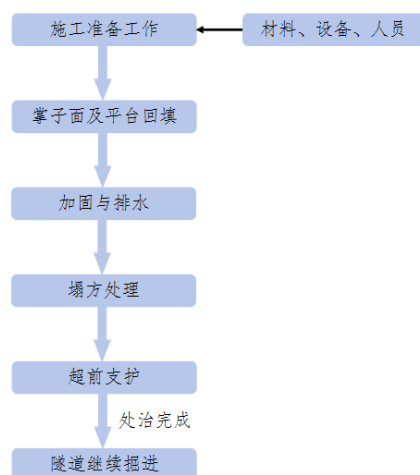 施工准备工作
材料、设备、人员
掌子面及平台回填
加固与排水
塌方处理
超前支护
处治完成
隧道继续掘进